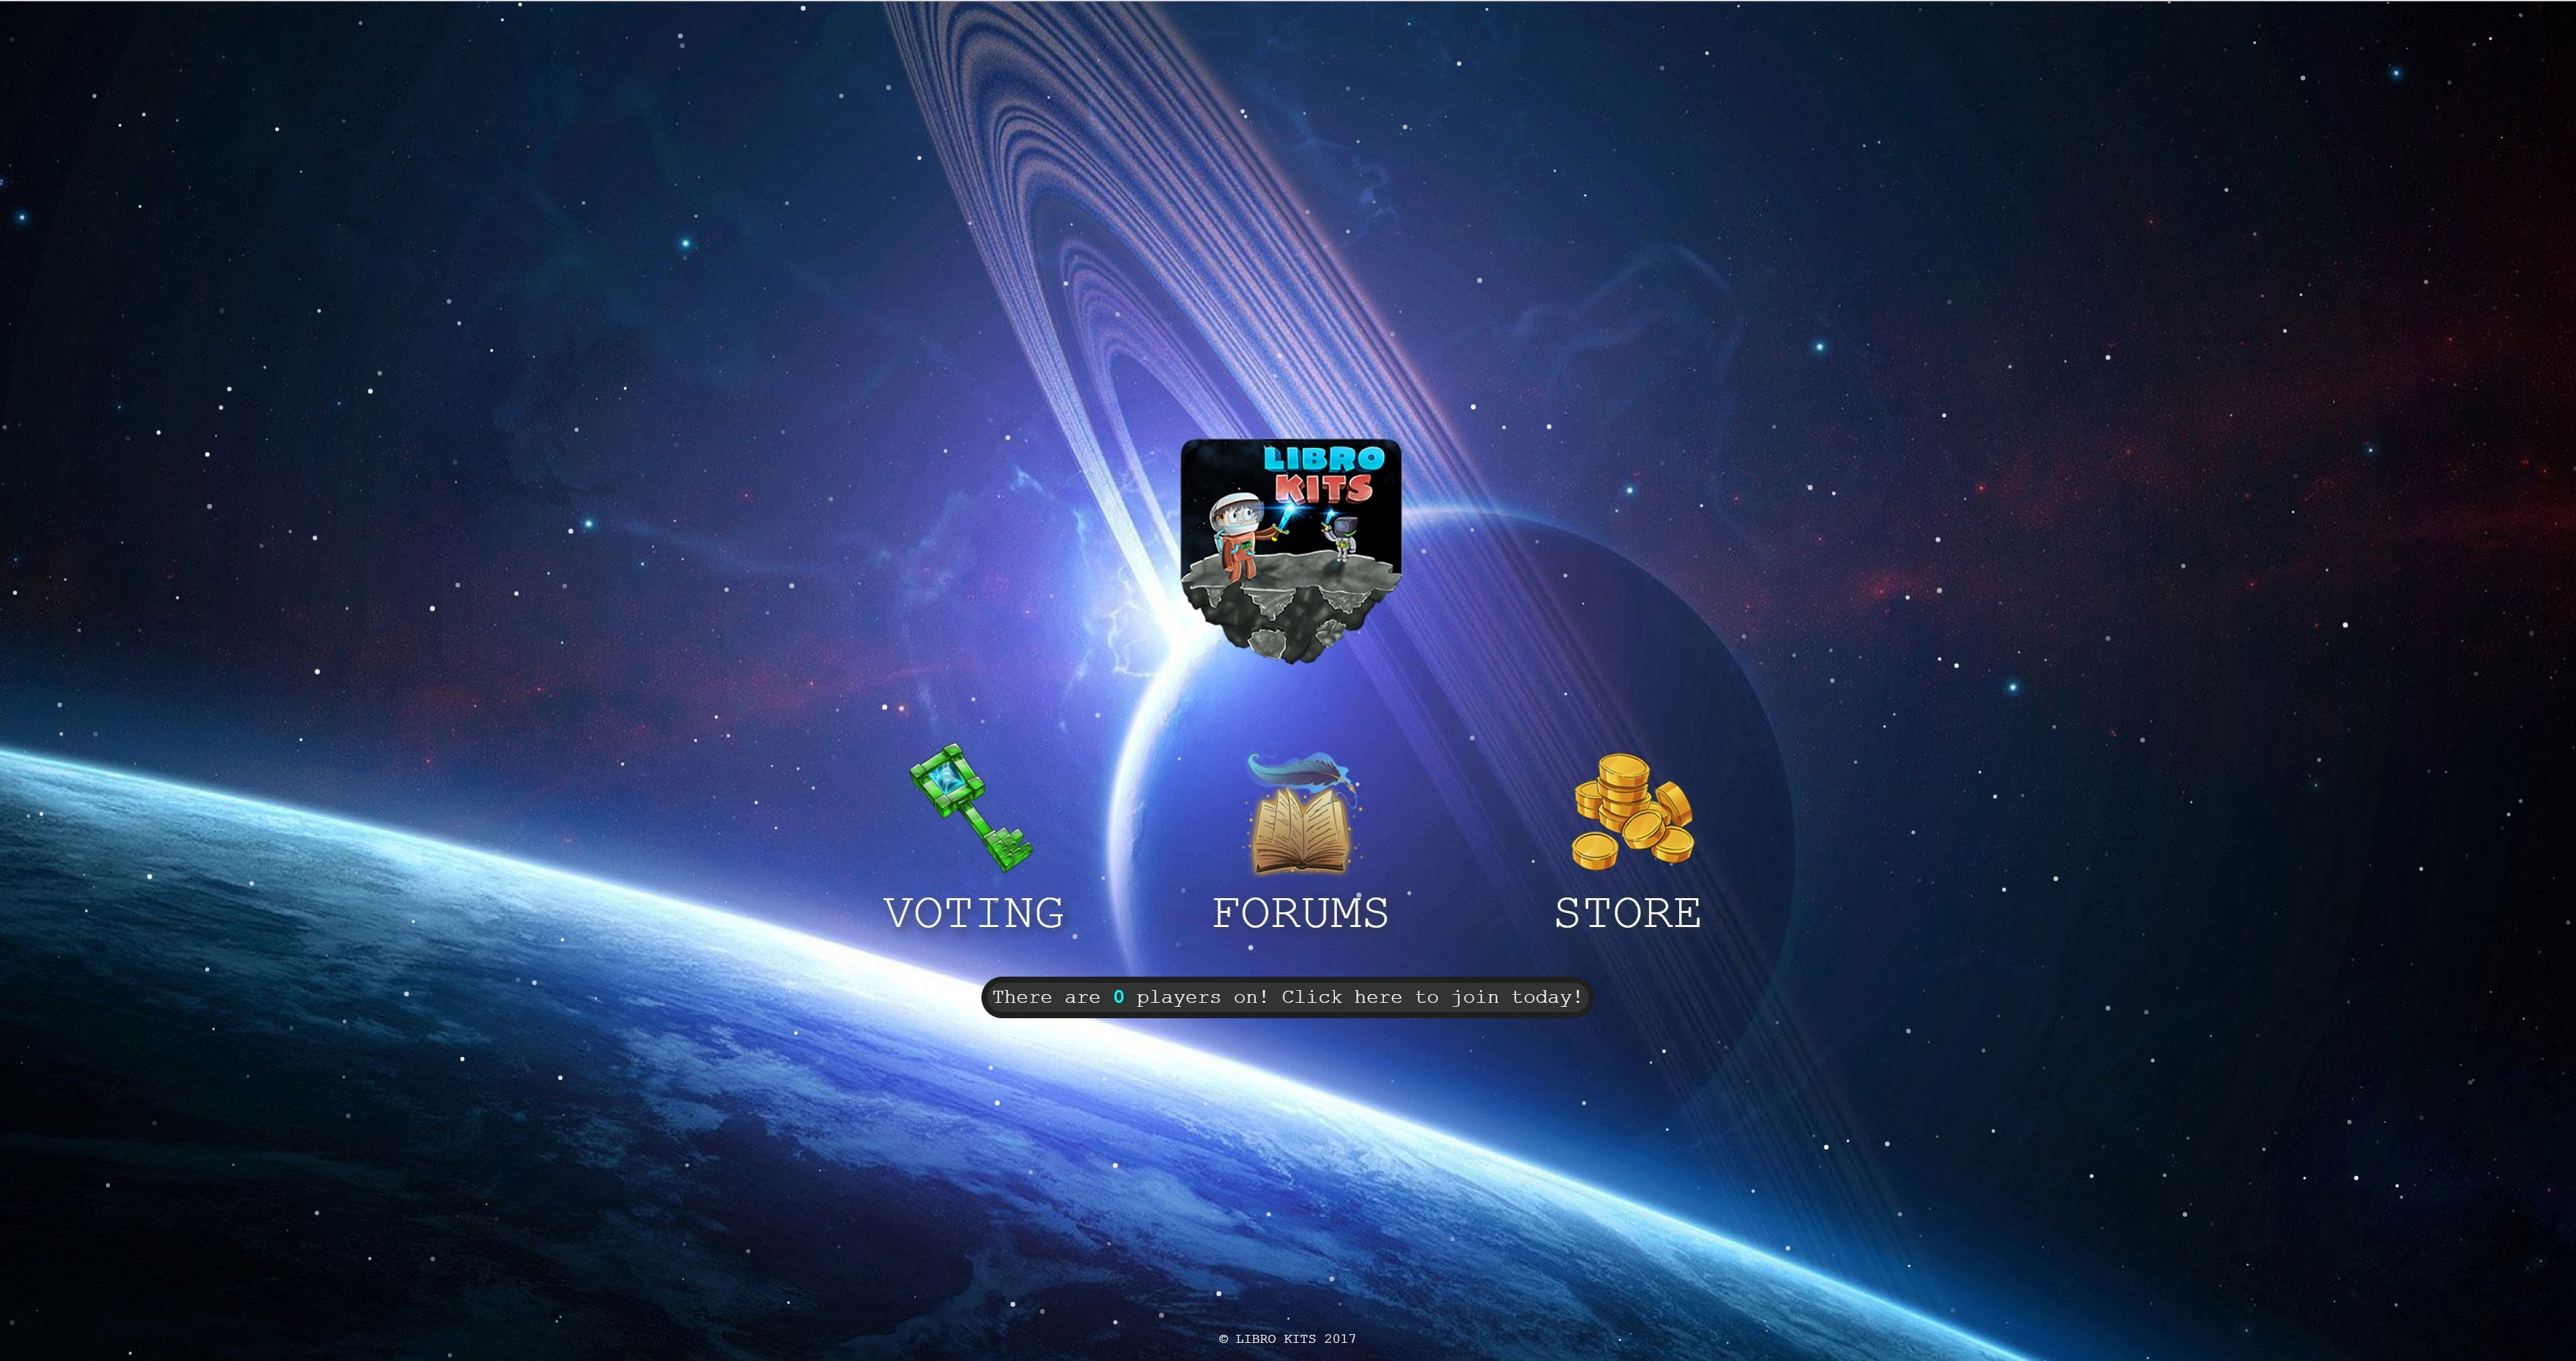 LIBRO
KITS
VOTING
FORUMS
STORE
There are 0 players on! Click here to join today!
© LIBRO KITS 2017